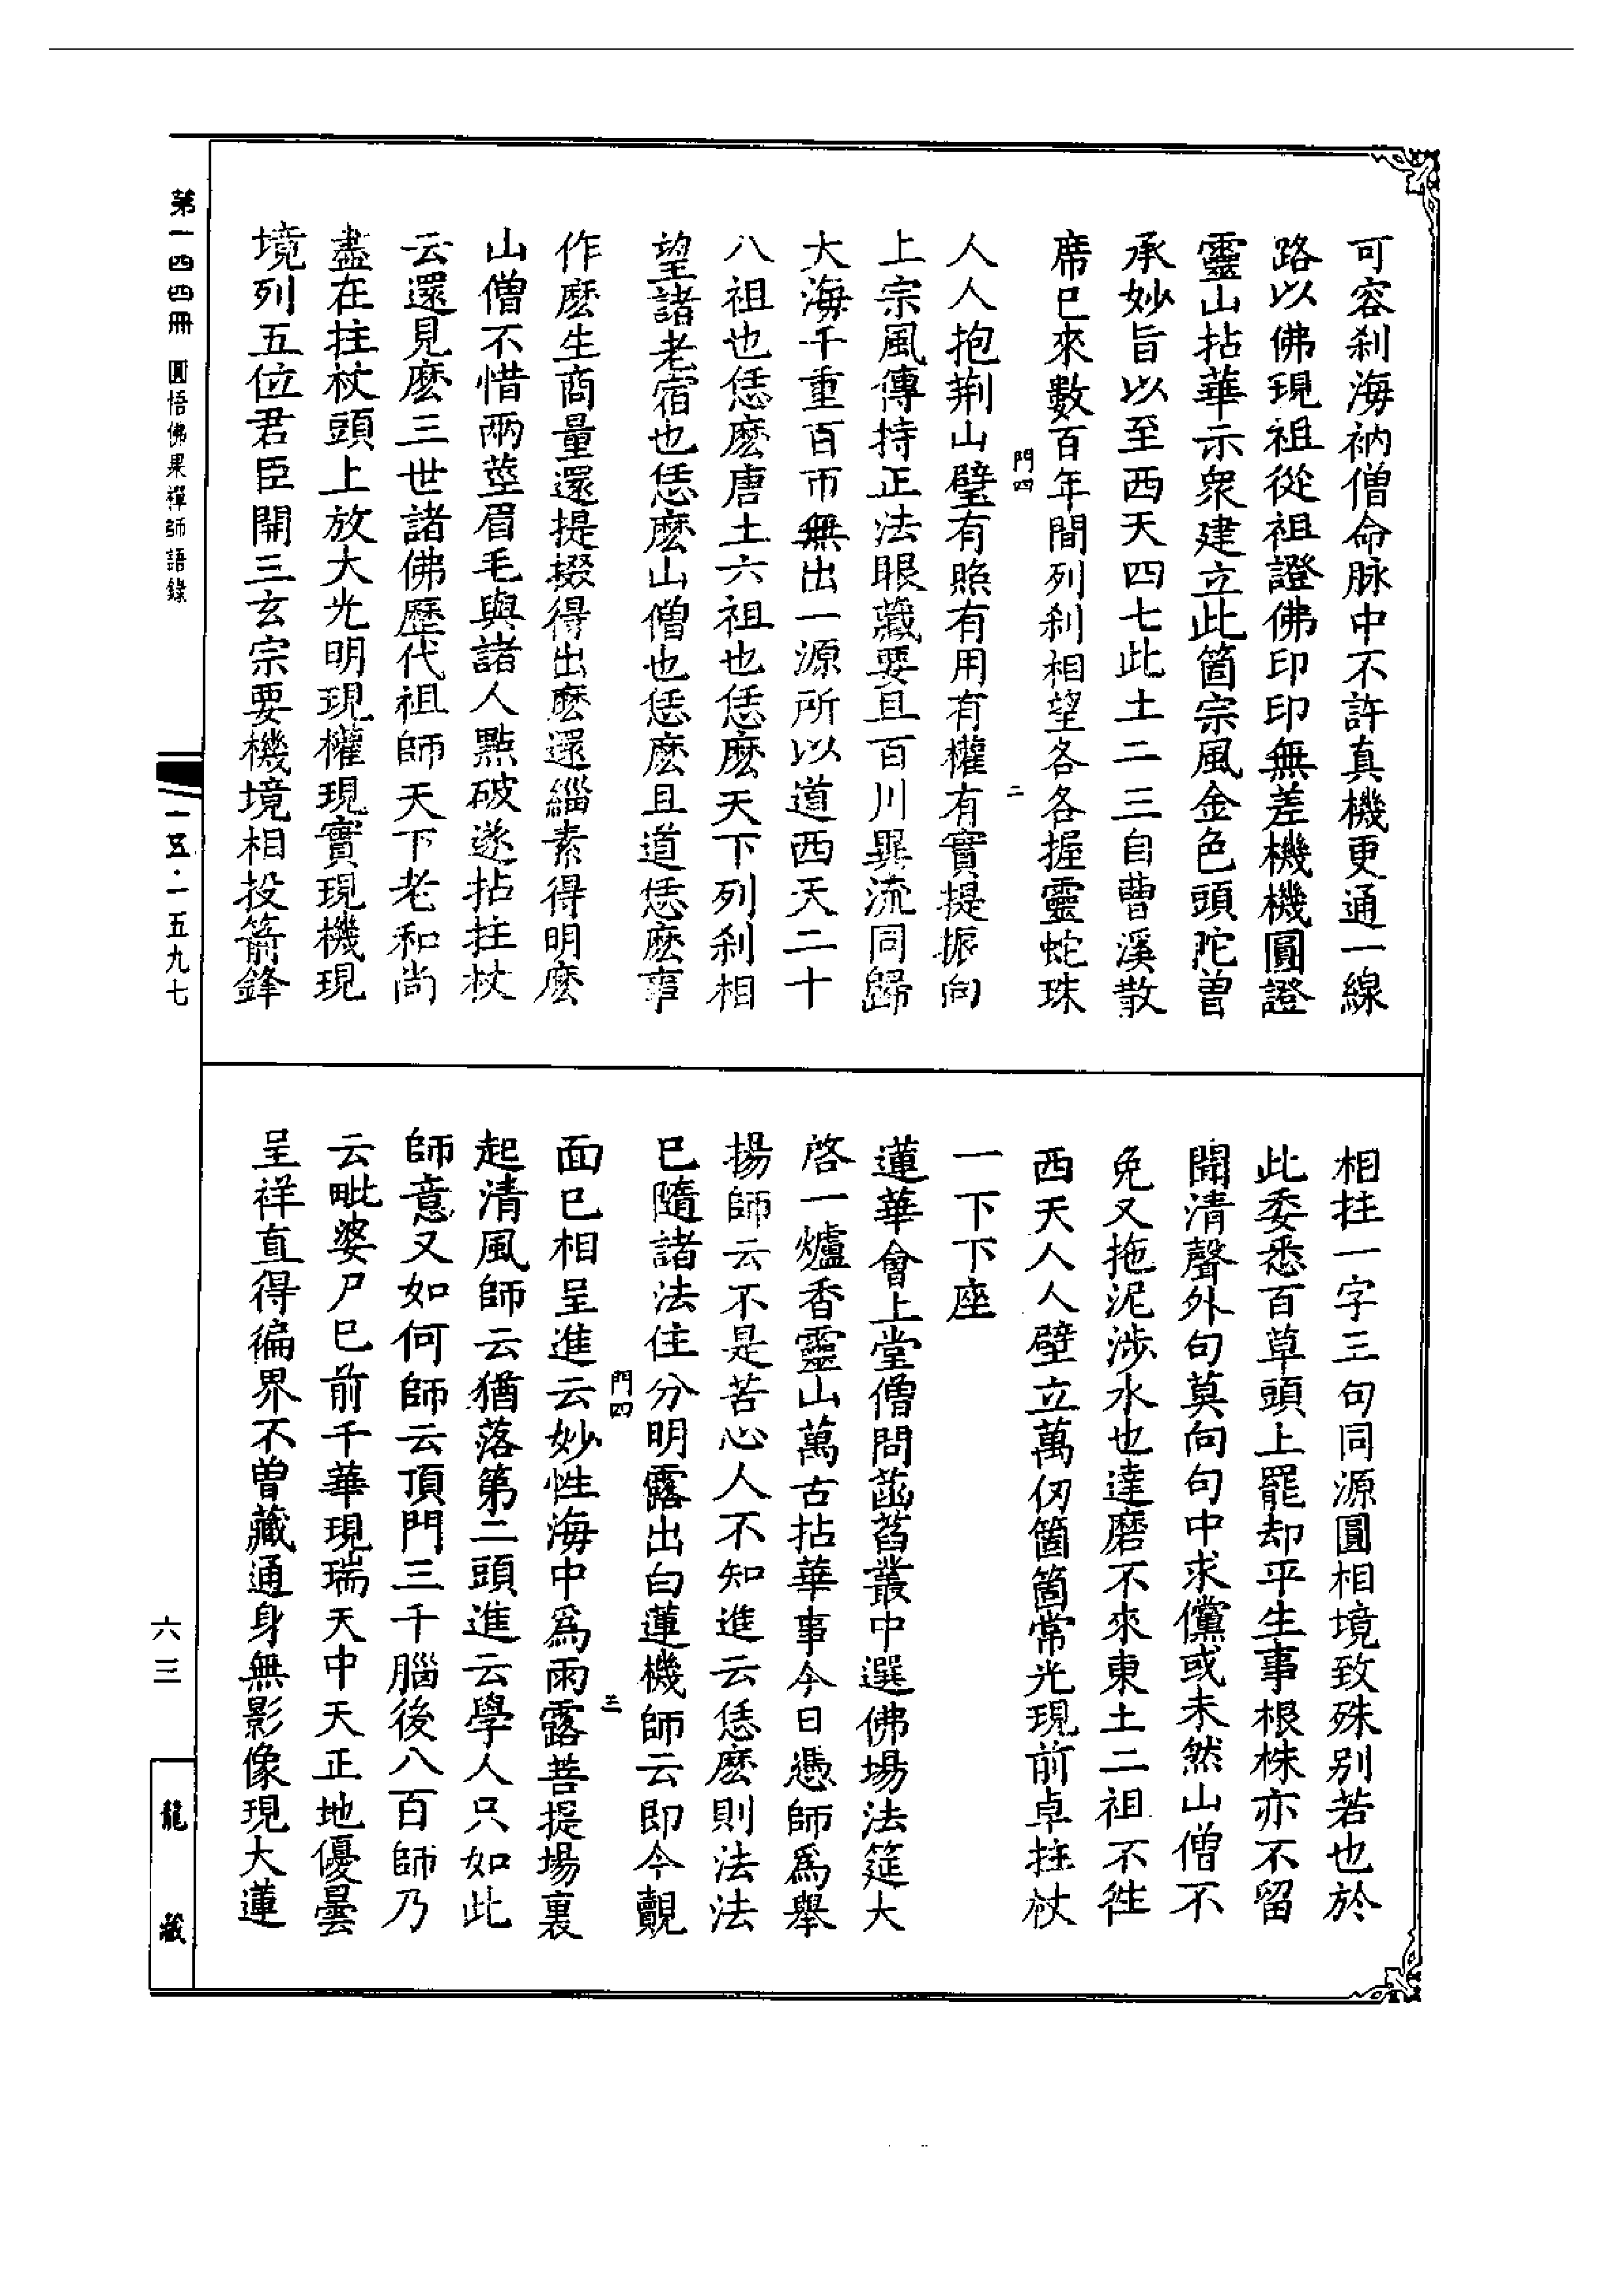 可容刹海衲僧命脉中不許真機更通一線
路以佛現祖從祖證佛印印無差機機圓證
靈山拈華示衆建立此箇宗風金色頭陀曽
承妙旨以至西天四七此土二三自曹溪散
席巳來數百年間列刹相望各各握靈蛇珠
門四
二
人人抱荆山璧有照有用有權有實提振向
上宗風傳持正法眼藏要且百川異流同歸
大海千重百帀無出一源所以道西天二十
八祖也恁麽唐土六祖也恁麽天下列刹相
望諸老宿也恁麽山僧也恁麽且道恁麽事
作麽生商量還提掇得出麽還緇素得明麽
山僧不惜兩莖眉毛與諸人點破遂拈拄杖
云還見麽三世諸佛歷代祖師天下老和尚
盡在拄杖頭上放大光明現權現實現機現
境列五位君臣開三玄宗要機境相投箭鋒
相拄一字三句同源圓相境致殊别若也於
此委悉百草頭上罷却平生事根株亦不留
聞清聲外句莫向句中求儻或未然山僧不
免又拖泥涉水也達磨不來東土二祖不徃
西天人人壁立萬仞箇箇常光現前卓拄杖
一下下座
蓮華會上堂僧問菡萏叢中選佛場法筵大
啓一爐香靈山萬古拈華事今日憑師爲舉
揚師云不是苦心人不知進云恁麽則法法
巳隨諸法住分明露出白蓮機師云即今覿
門四
三
面巳相呈進云妙性海中爲雨露菩提場裏
起清風師云猶落第二頭進云學人只如此
師意又如何師云頂門三千腦後八百師乃
云毗婆尸巳前千華現瑞天中天正地優曇
呈祥直得徧界不曽藏通身無影像現大蓮
第一四四冊 圓悟佛果禪師語錄
一五·一五九七
六三
龍藏